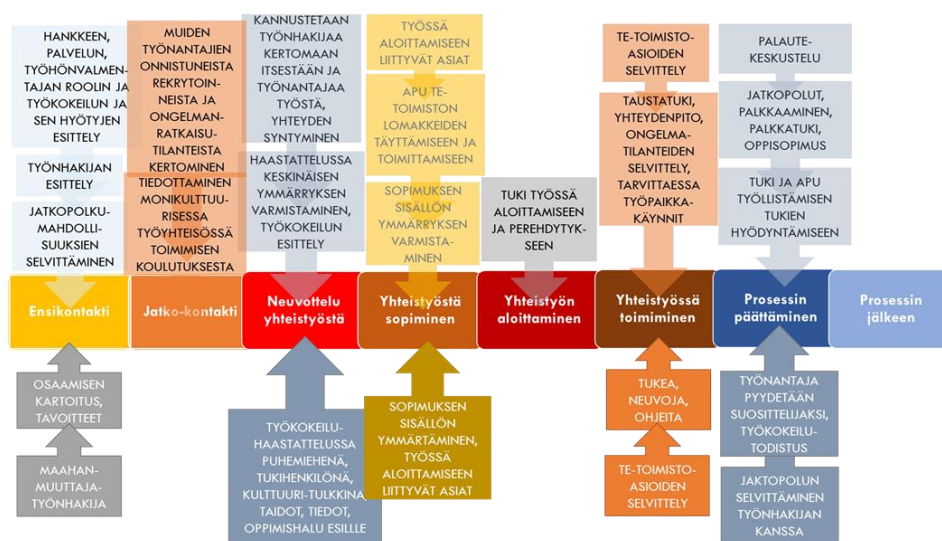 HANKKEEN,
PALVELUN,
TYÖHÖNVALMEN-
TAJAN ROOLIN JA
TYÖKOKEILUN JA
SEN HYÖTYJEN
ESITTELY
TYÖNHAKIJAN
ESITTELY
JATKOPOLKU-
MAHDOLLI-
SUUKSIEN
SELVITTÄMINEN
MUIDEN
TYÖNANTAJIEN
ONNISTUNEISTA
REKRYTOIN-
NEISTA JA
ONGELMAN-
RATKAISU-
TILANTEISTA
KERTOMINEN
TIEDOTTAMINEN
MONIKULTTUU-
RISESSA
TYÖYHTEISÖSSÄ
TOIMIMISEN
KOULUTUKSESTA
KANNUSTETAAN
TYÖNHAKIJAA
KERTOMAAN
ITSESTÄÄN JA
TYÖNANTAJAA
TYÖSTÄ,
YHTEYDEN
SYNTYMINEN
HAASTATTELUSSA
KESKINÄISEN
YMMÄRRYKSEN
VARMISTAMINEN,
TYÖKOKEILUN
ESITTELY
TYÖSSÄ
ALOITTAMISEEN
LIITTYVÄT ASIAT
APU TE-
TOIMISTON
LOMAKKEIDEN
TÄYTTÄMISEEN JA
TOIMITTAMISEEN
SOPIMUKSEN
SISÄLLÖN
YMMÄRRYKSEN
VARMISTA-
MINEN
TUKI TYÖSSÄ
ALOITTAMISEEN
JA PEREHDYTYK-
SEEN
TE-TOIMISTO-
ASIOIDEN
SELVITTELY
TAUSTATUKI,
YHTEYDENPITO,
ONGELMA-
TILANTEIDEN
SELVITTELY,
TARVITTAESSA
TYÖPAIKKA-
KÄYNNIT
PALAUTE-
KESKUSTELU
JATKOPOLUT,
PALKKAAMINEN,
PALKKATUKI,
OPPISOPIMUS
TUKI JA APU
TYÖLLISTÄMISEN
TUKIEN
HYÖDYNTÄMISEEN
Ensikontakti
Jatko-kontakti
Neuvottelu
yhteistyöstä
Yhteistyöstä
sopiminen
Yhteistyön
aloittaminen
Yhteistyössä
toimiminen
Prosessin
päättäminen
Prosessin
jälkeen
OSAAMISEN
KARTOITUS,
TAVOITTEET
MAAHAN-
MUUTTAJA-
TYÖNHAKIJA
TYÖKOKEILU-
HAASTATTELUSSA
PUHEMIEHENÄ,
TUKIHENKILÖNÄ,
KULTTUURI-TULKKINA,
TAIDOT, TIEDOT,
OPPIMISHALU ESILLLE
SOPIMUKSEN
SISÄLLÖN
YMMÄRTÄMINEN,
TYÖSSÄ
ALOITTAMISEEN
LIITTYVÄT ASIAT
TUKEA,
NEUVOJA,
OHJEITA
TE-TOIMISTO-
ASIOIDEN
SELVITTELY
TYÖNANTAJA
PYYDETÄÄN
SUOSITTELIJAKSI,
TYÖKOKEILU-
TODISTUS
JAKTOPOLUN
SELVITTÄMINEN
TYÖNHAKIJAN
KANSSA